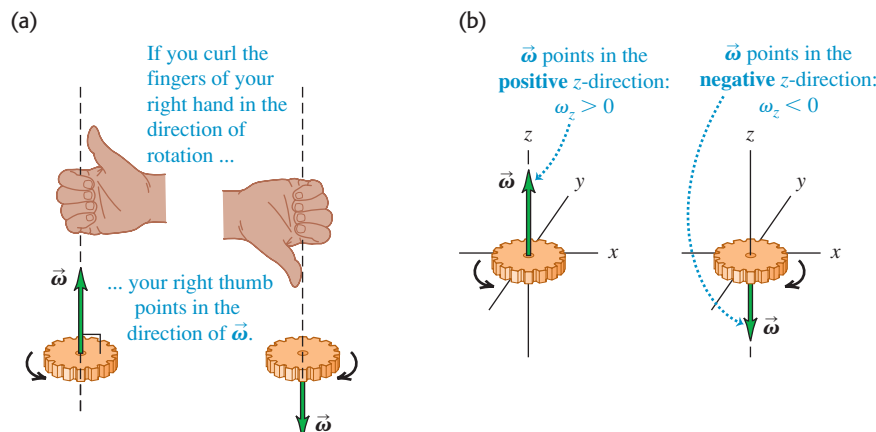 (a)
If you curl the
fingers of your
right hand in the
direction of
rotation ...
ω⃗
... your right thumb
points in the
direction of ω⃗.
ω⃗
(b)
ω⃗ points in the
positive z-direction:
ω_z > 0
z
y
ω⃗
x
ω⃗ points in the
negative z-direction:
ω_z < 0
z
y
x
ω⃗